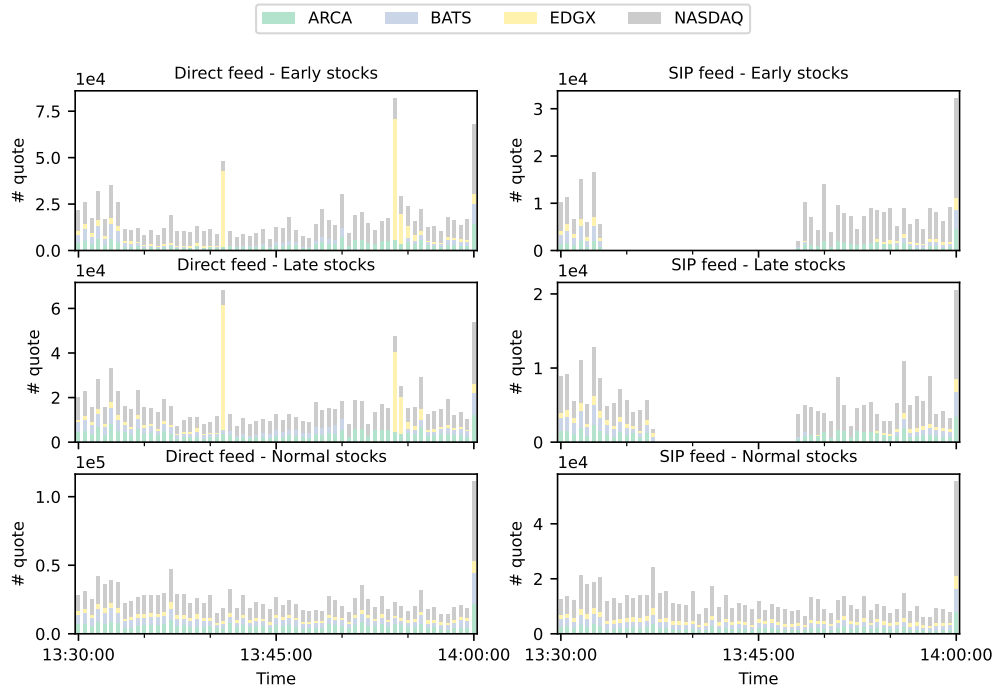 ARCA BATS EDGX NASDAQ
Direct feed - Early stocks
1e4
# quote
7.5
5.0
2.5
0.0
SIP feed - Early stocks
1e4
# quote
3
2
1
0
Direct feed - Late stocks
1e4
# quote
6
4
2
0
SIP feed - Late stocks
1e4
# quote
2
1
0
Direct feed - Normal stocks
1e5
# quote
1.0
0.5
0.0
13:30:00 13:45:00 14:00:00
Time
SIP feed - Normal stocks
1e4
# quote
4
2
0
13:30:00 13:45:00 14:00:00
Time